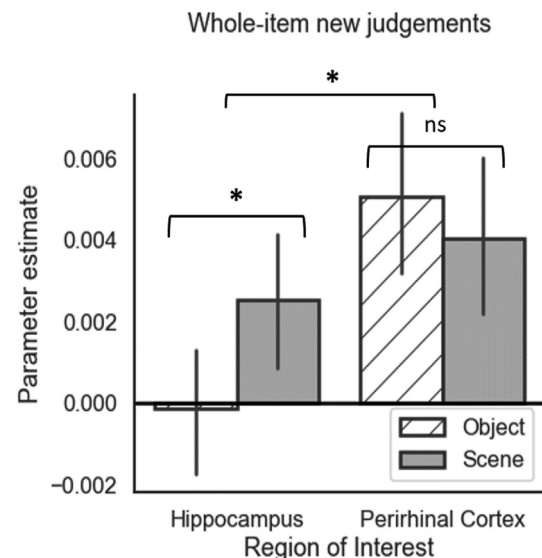 Whole-item new judgements
*
ns
*
0.006
0.004
0.002
0.000
−0.002
Parameter estimate
Object
Scene
Hippocampus Perirhinal Cortex
Region of Interest